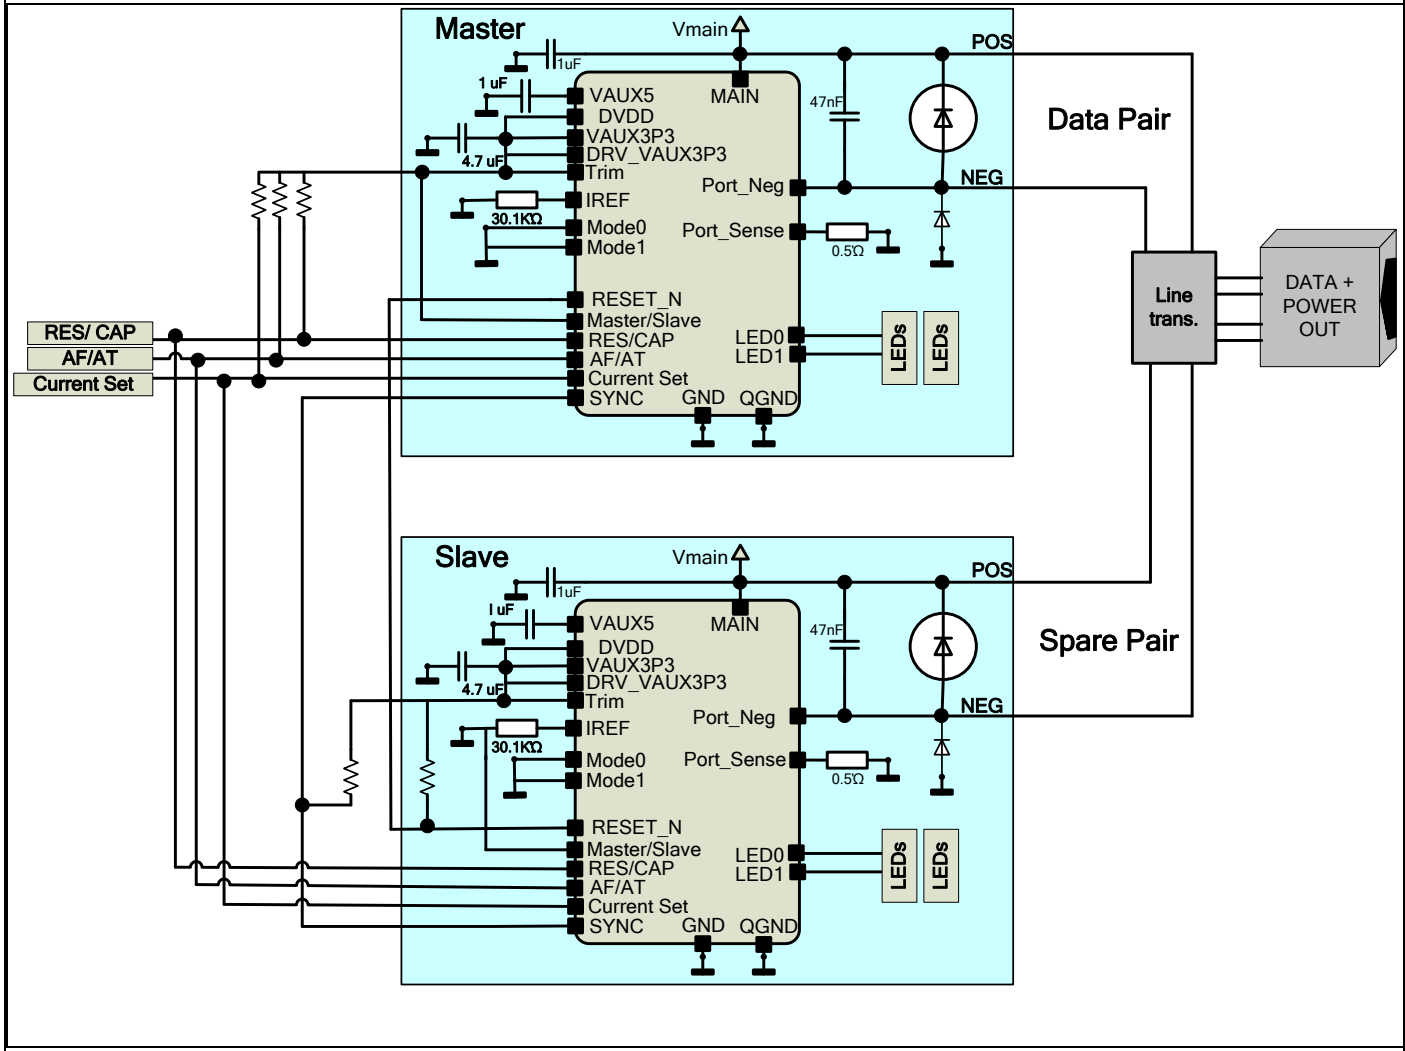 Master
Vmain
POS
1uF
1 uF
VAUX5
MAIN
47nF
DVDD
VAUX3P3
4.7 uF
DRV_VAUX3P3
Trim
Data Pair
Port_Neg
NEG
IREF
30.1KΩ
Mode0
Port_Sense
Mode1
0.5Ω
RESET_N
Master/Slave
RES/ CAP
RES/CAP
LED0
AF/AT
AF/AT
LED1
LEDs
LEDs
Current Set
Current Set
SYNC
GND
QGND
Line
trans.
DATA +
POWER
OUT
Slave
Vmain
POS
1uF
I uF
VAUX5
MAIN
47nF
DVDD
VAUX3P3
4.7 uF
DRV_VAUX3P3
Trim
Spare Pair
Port_Neg
NEG
IREF
30.1KΩ
Mode0
Port_Sense
Mode1
0.5Ω
RESET_N
Master/Slave
RES/CAP
LED0
AF/AT
LED1
LEDs
LEDs
Current Set
SYNC
GND
QGND